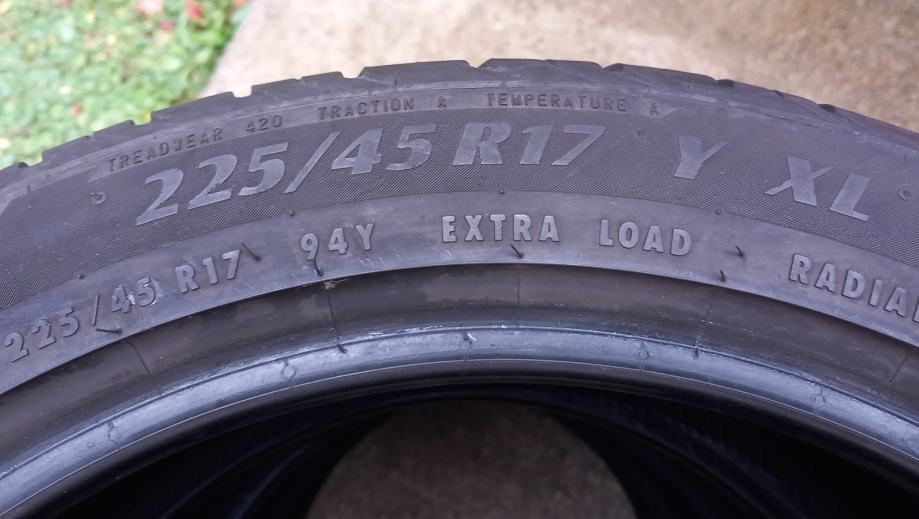 TREADWEAR 420 TRACTION A TEMPERATURE A
225/45 R17 Y XL
225/45 R17 94Y EXTRA LOAD RADIAL